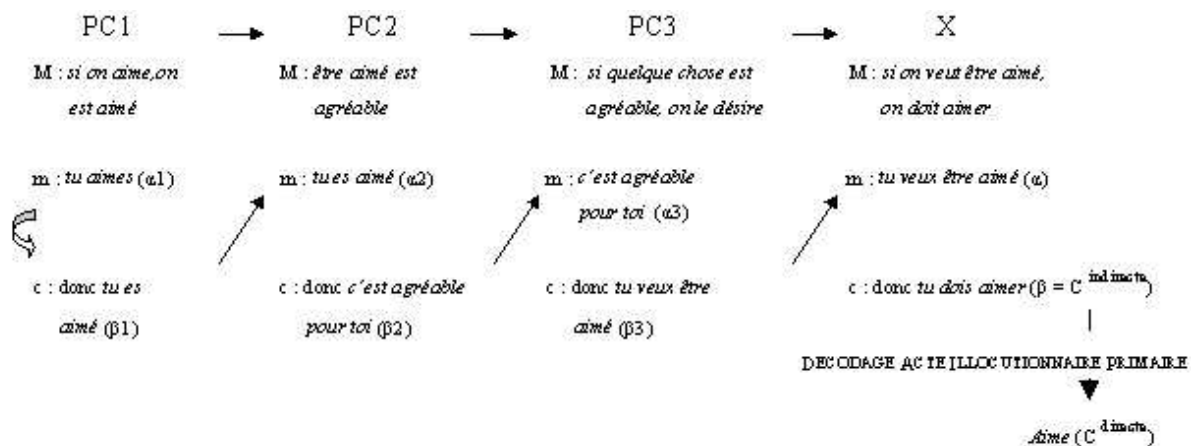 PC1 → PC2 → PC3 → X
M : si on aime, on
est aimé
M : être aimé est
agréable
M : si quelque chose est
agréable, on le désire
M : si on veut être aimé,
on doit aimer
m : tu aimes (α1)
m : tu es aimé (α2)
m : c'est agréable
pour toi (α3)
m : tu veux être aimé (α)
c : donc tu es
aimé (β1)
c : donc c'est agréable
pour toi (β2)
c : donc tu veux être
aimé (β3)
c : donc tu dois aimer (β = C indirecte)
DECODAGE ACTE ILLOCUTIONNAIRE PRIMAIRE
Aime (C directe)